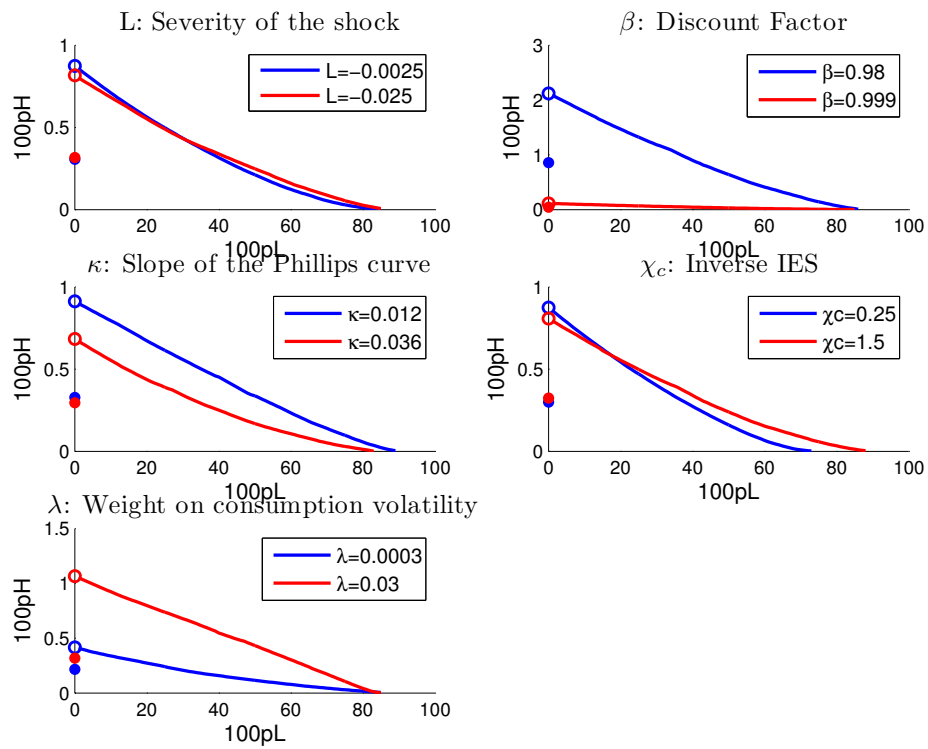 L: Severity of the shock
1
0.5
0
100pH
L=−0.0025
L=−0.025
0 20 40 60 80 100
100pL
β: Discount Factor
3
2
1
0
100pH
β=0.98
β=0.999
0 20 40 60 80 100
100pL
κ: Slope of the Phillips curve
1
0.5
0
100pH
κ=0.012
κ=0.036
0 20 40 60 80 100
100pL
χc: Inverse IES
1
0.5
0
100pH
χc=0.25
χc=1.5
0 20 40 60 80 100
100pL
λ: Weight on consumption volatility
1.5
1
0.5
0
100pH
λ=0.0003
λ=0.03
0 20 40 60 80 100
100pL